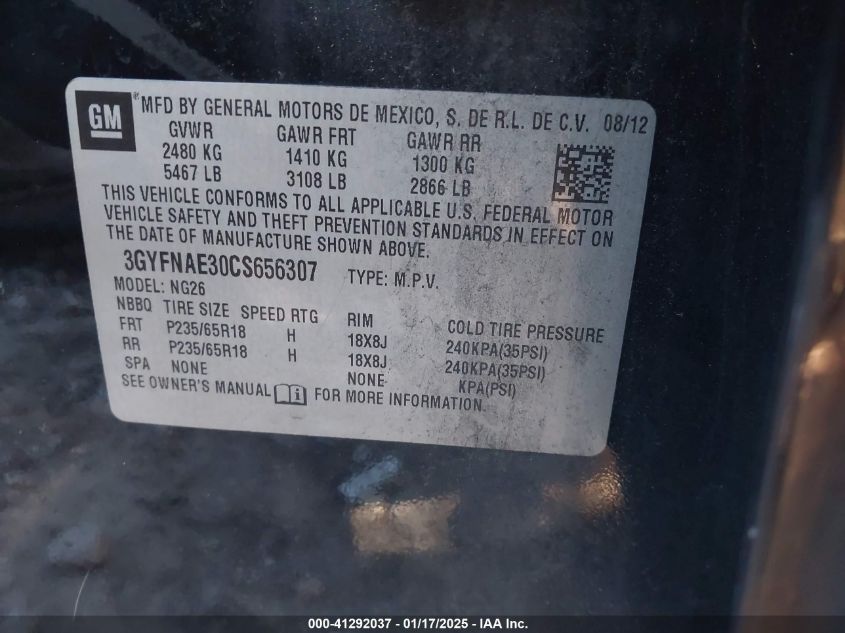 GM *MFD BY GENERAL MOTORS DE MEXICO, S. DE R.L. DE C.V. 08/12
GVWR GAWR FRT GAWR RR
2480 KG 1410 KG 1300 KG
5467 LB 3108 LB 2866 LB
THIS VEHICLE CONFORMS TO ALL APPLICABLE U.S. FEDERAL MOTOR
VEHICLE SAFETY AND THEFT PREVENTION STANDARDS IN EFFECT ON
THE DATE OF MANUFACTURE SHOWN ABOVE.
3GYFNAE30CS656307 TYPE: M.P.V.
MODEL: NG26
NBBQ TIRE SIZE SPEED RTG RIM COLD TIRE PRESSURE
FRT P235/65R18 H 18X8J 240KPA(35PSI)
RR P235/65R18 H 18X8J 240KPA(35PSI)
SPA NONE NONE KPA(PSI)
SEE OWNER'S MANUAL FOR MORE INFORMATION.
000-41292037 - 01/17/2025 - IAA Inc.